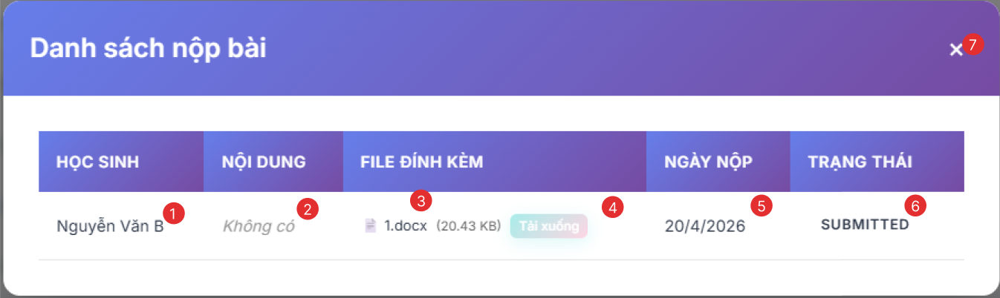 Danh sách nộp bài
× 7
HỌC SINH NỘI DUNG FILE ĐÍNH KÈM NGÀY NỘP TRẠNG THÁI
Nguyễn Văn B 1 Không có 2 1.docx (20.43 KB) 3 Tải xuống 4 20/4/2026 5 SUBMITTED 6